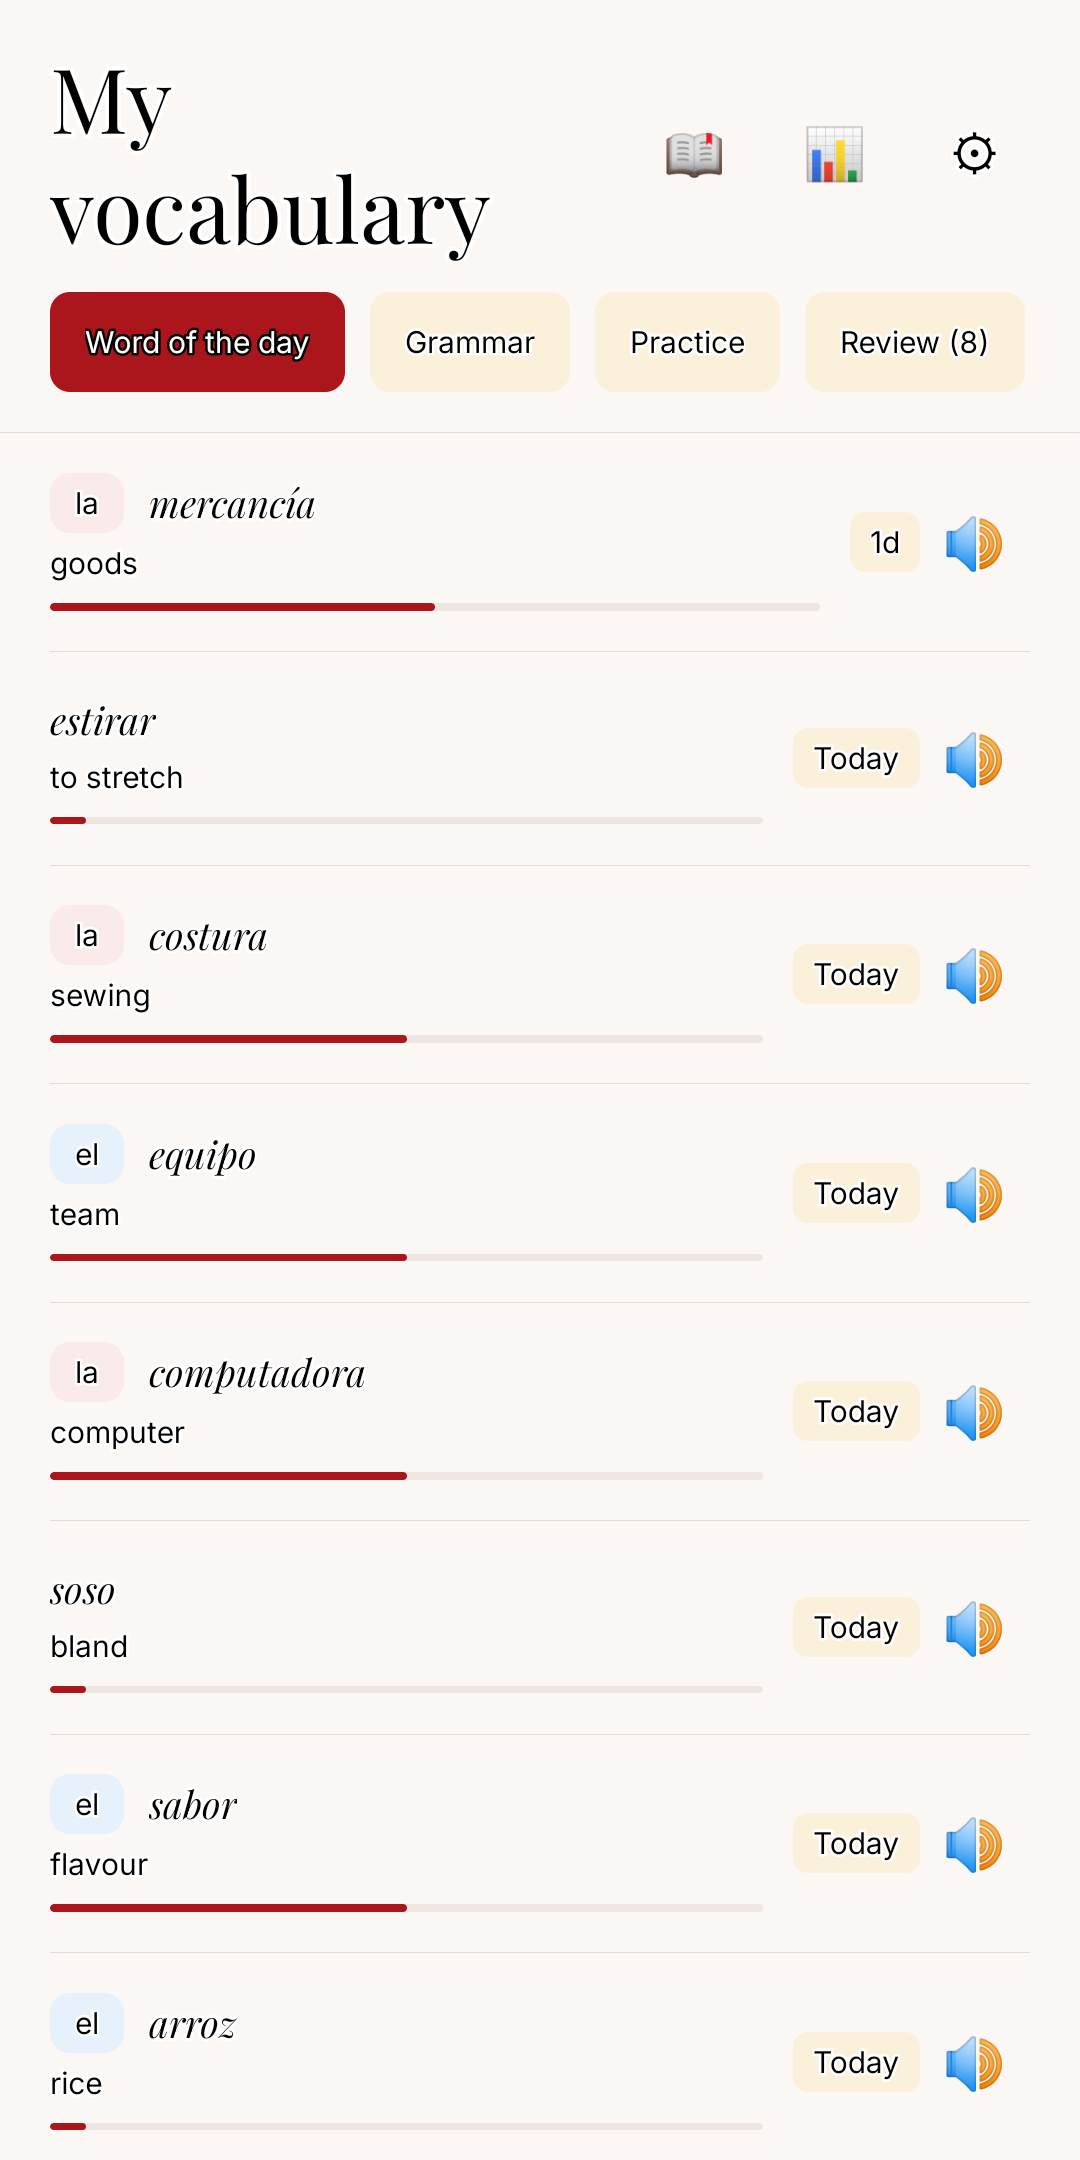 My
vocabulary
Word of the day
Grammar
Practice
Review (8)
la mercancía
goods
1d
estirar
to stretch
Today
la costura
sewing
Today
el equipo
team
Today
la computadora
computer
Today
soso
bland
Today
el sabor
flavour
Today
el arroz
rice
Today